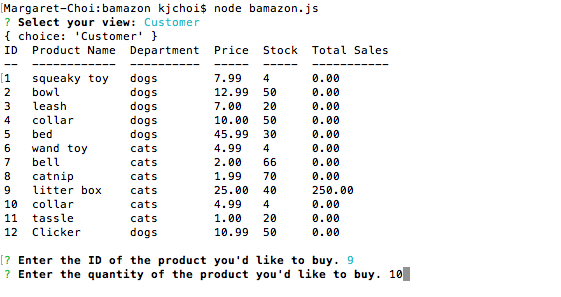 [Margaret-Choi:bamazon kjchoi$ node bamazon.js
? Select your view: Customer
{ choice: 'Customer' }
ID  Product Name  Department  Price  Stock  Total Sales
--  ------------  ----------  -----  -----  -----------
[1   squeaky toy   dogs        7.99   4      0.00
2   bowl          dogs        12.99  50     0.00
3   leash         dogs        7.00   20     0.00
4   collar        dogs        10.00  50     0.00
5   bed           dogs        45.99  30     0.00
6   wand toy      cats        4.99   4      0.00
7   bell          cats        2.00   66     0.00
8   catnip        cats        1.99   70     0.00
9   litter box    cats        25.00  40     250.00
10  collar        cats        4.99   4      0.00
11  tassle        cats        1.00   20     0.00
12  Clicker       dogs        10.99  50     0.00
[? Enter the ID of the product you'd like to buy. 9
? Enter the quantity of the product you'd like to buy. 10